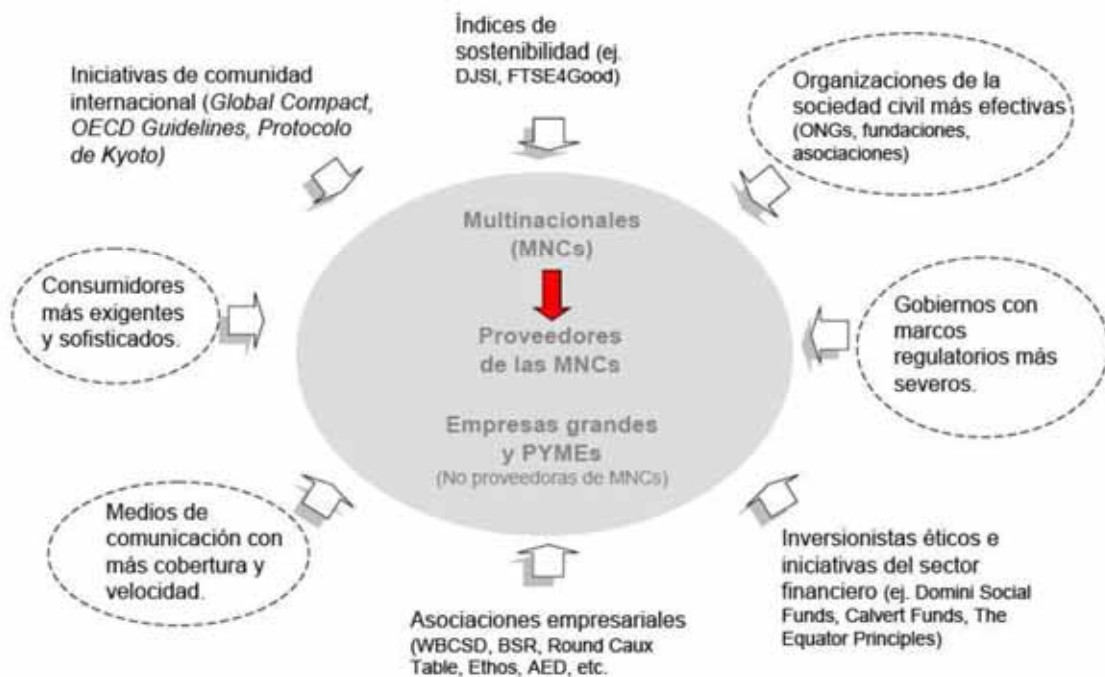 Índices de
sostenibilidad (ej.
DJSI, FTSE4Good)
Iniciativas de comunidad
internacional (Global Compact,
OECD Guidelines, Protocolo
de Kyoto)
Organizaciones de la
sociedad civil más efectivas
(ONGs, fundaciones,
asociaciones)
Multinacionales
(MNCs)
Proveedores
de las MNCs
Empresas grandes
y PYMEs
(No proveedoras de MNCs)
Consumidores
más exigentes
y sofisticados.
Gobiernos con
marcos
regulatorios más
severos.
Medios de
comunicación con
más cobertura y
velocidad.
Asociaciones empresariales
(WBCSD, BSR, Round Caux
Table, Ethos, AED, etc.
Inversionistas éticos e
iniciativas del sector
financiero (ej. Domini Social
Funds, Calvert Funds, The
Equator Principles)